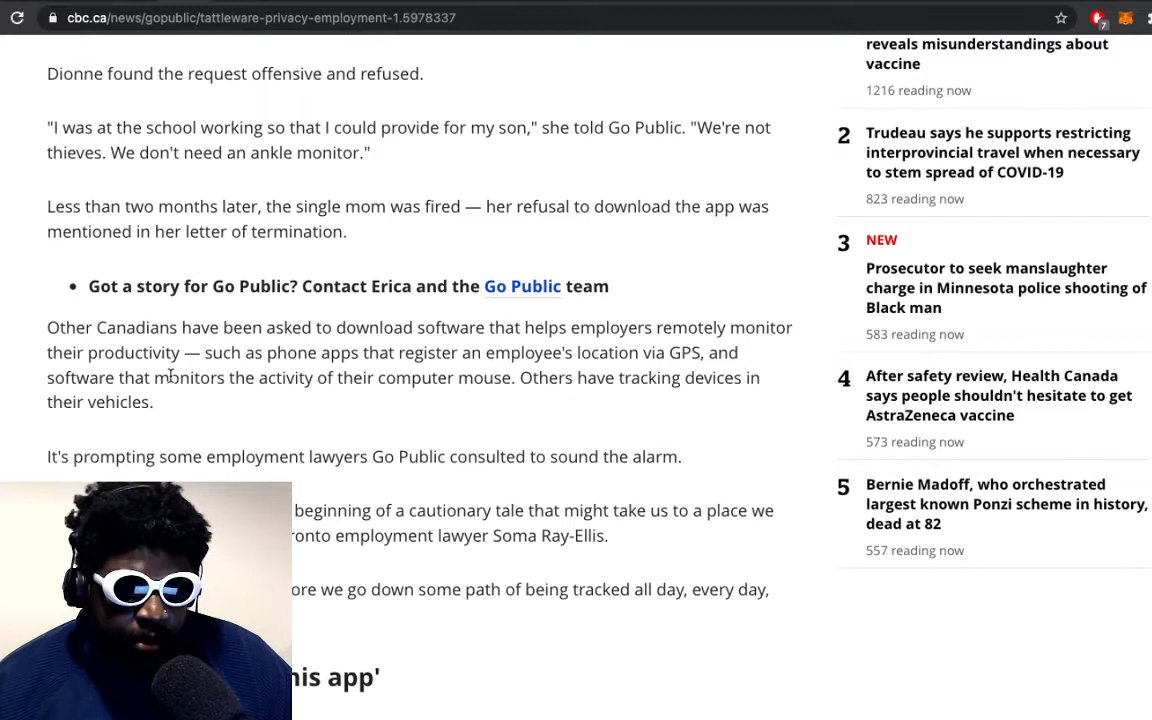 cbc.ca/news/gopublic/tattleware-privacy-employment-1.5978337
7
Dionne found the request offensive and refused.
"I was at the school working so that I could provide for my son," she told Go Public. "We're not
thieves. We don't need an ankle monitor."
Less than two months later, the single mom was fired — her refusal to download the app was
mentioned in her letter of termination.
• Got a story for Go Public? Contact Erica and the Go Public team
Other Canadians have been asked to download software that helps employers remotely monitor
their productivity — such as phone apps that register an employee's location via GPS, and
software that monitors the activity of their computer mouse. Others have tracking devices in
their vehicles.
It's prompting some employment lawyers Go Public consulted to sound the alarm.
beginning of a cautionary tale that might take us to a place we
ronto employment lawyer Soma Ray-Ellis.
ore we go down some path of being tracked all day, every day,
his app'
reveals misunderstandings about
vaccine
1216 reading now
2
Trudeau says he supports restricting
interprovincial travel when necessary
to stem spread of COVID-19
823 reading now
3
NEW
Prosecutor to seek manslaughter
charge in Minnesota police shooting of
Black man
583 reading now
4
After safety review, Health Canada
says people shouldn't hesitate to get
AstraZeneca vaccine
573 reading now
5
Bernie Madoff, who orchestrated
largest known Ponzi scheme in history,
dead at 82
557 reading now